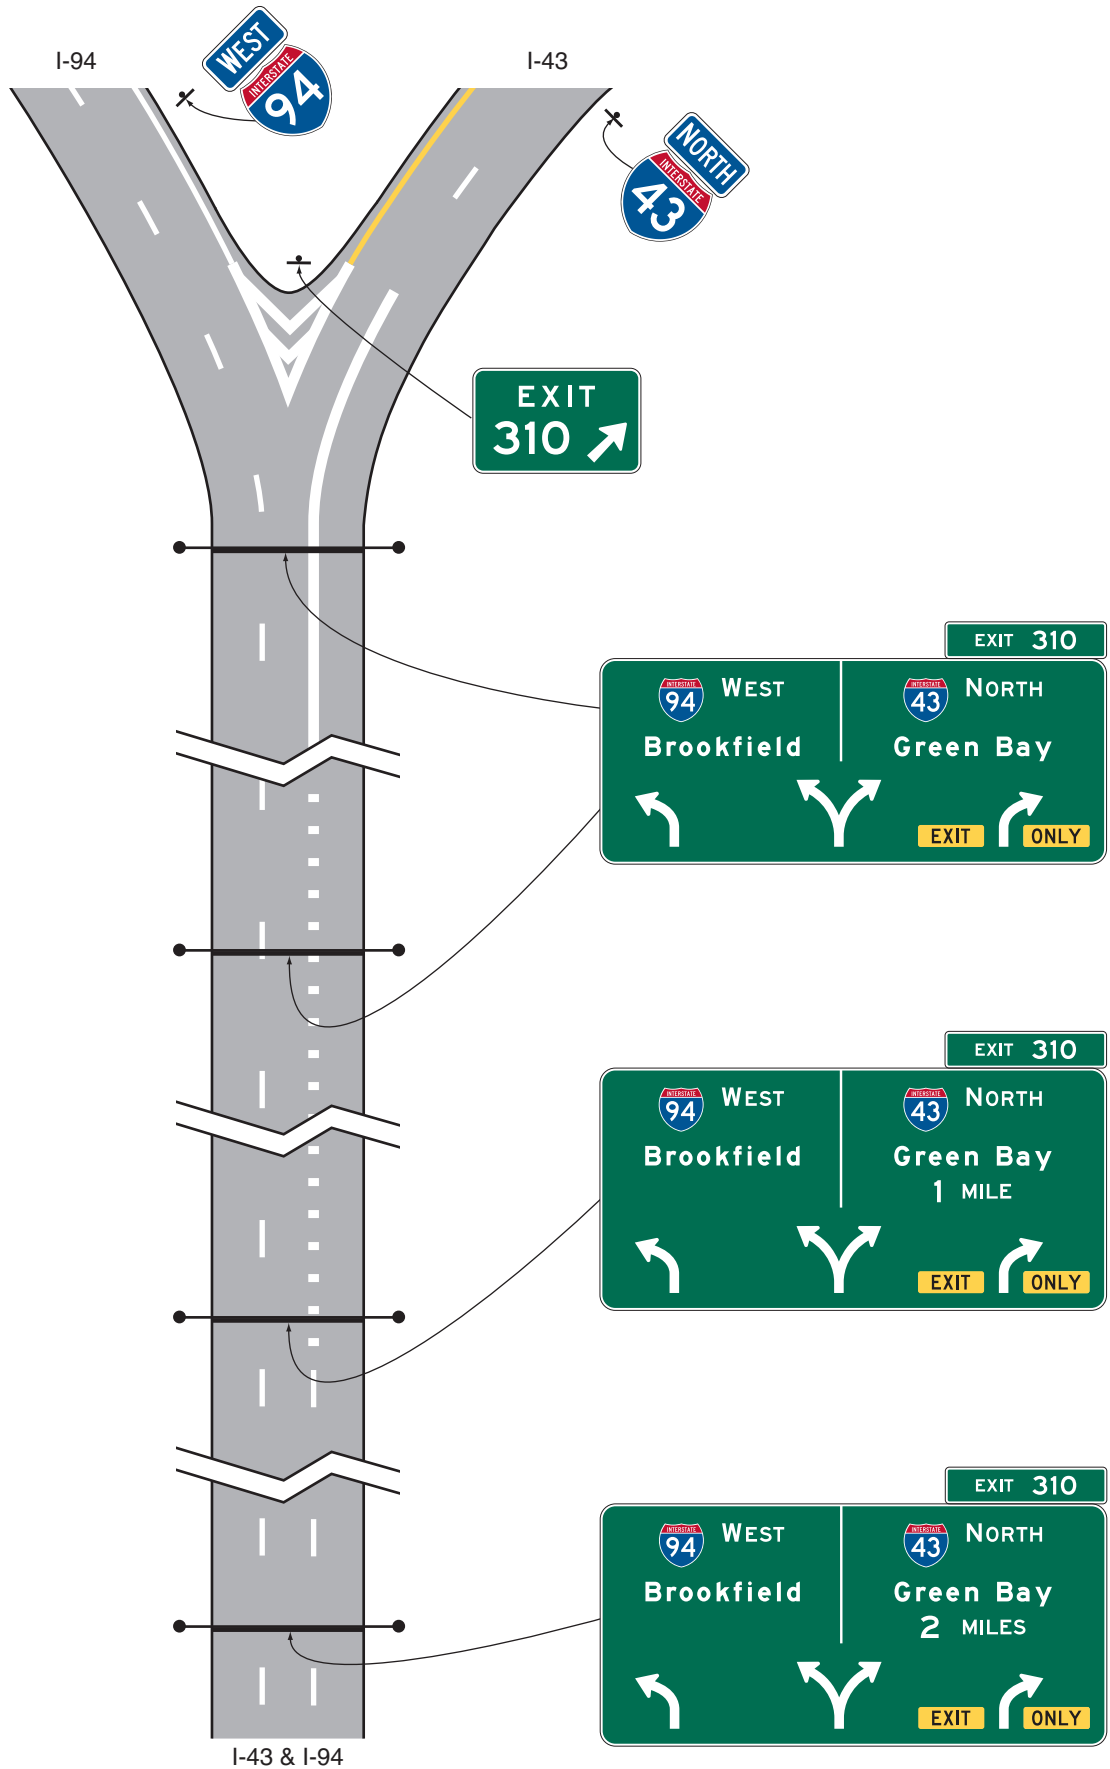 I-94
WEST
INTERSTATE
94
I-43
NORTH
INTERSTATE
43
EXIT
310
EXIT 310
INTERSTATE
94
WEST
Brookfield
INTERSTATE
43
NORTH
Green Bay
EXIT ONLY
EXIT 310
INTERSTATE
94
WEST
Brookfield
INTERSTATE
43
NORTH
Green Bay
1 MILE
EXIT ONLY
EXIT 310
INTERSTATE
94
WEST
Brookfield
INTERSTATE
43
NORTH
Green Bay
2 MILES
EXIT ONLY
I-43 & I-94